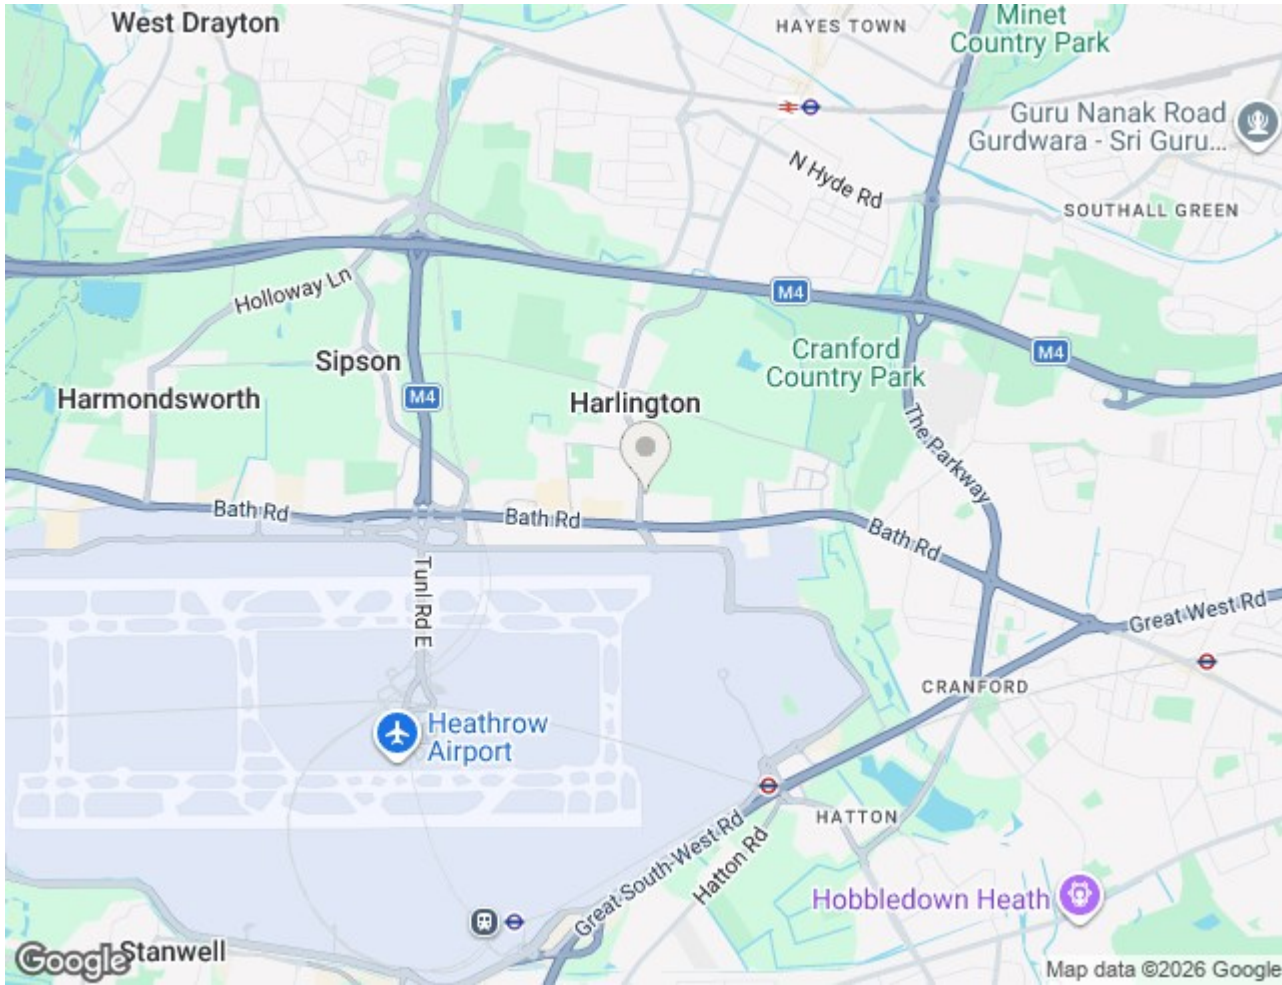 West Drayton
HAYES TOWN
Minet
Country Park
Guru Nanak Road
Gurdwara - Sri Guru...
N Hyde Rd
SOUTHALL GREEN
Holloway Ln
M4
Sipson
Cranford
Country Park
M4
Harmondsworth
M4
Harlington
The Parkway
Bath Rd
Bath Rd
Bath Rd
Tunl Rd E
Great West Rd
CRANFORD
Heathrow
Airport
HATTON
Great South-West Rd
Hatton Rd
Hobbledown Heath
Stanwell
Google
Map data ©2026 Google